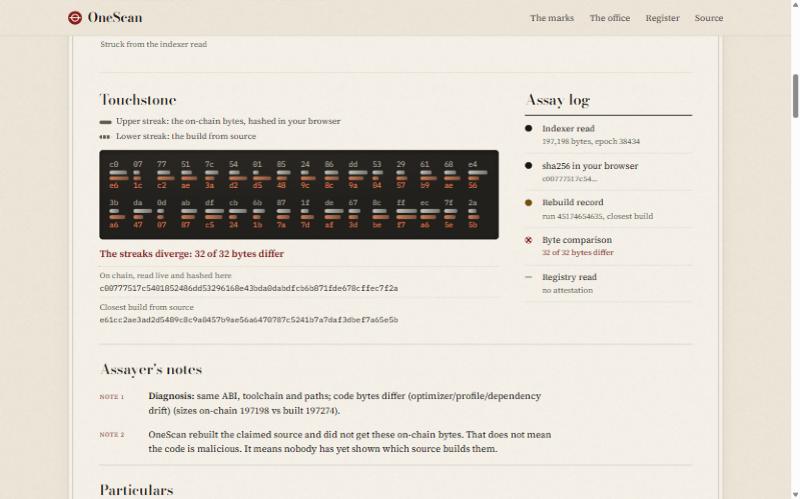 OneScan
The marks
The office
Register
Source
Struck from the indexer read
Touchstone
Upper streak: the on-chain bytes, hashed in your browser
Lower streak: the build from source
c0 07 77 51 7c 54 01 85 24 86 dd 53 29 61 68 e4
e6 1c c2 ae 3a d2 d5 48 9c 8c 9a 04 57 b9 ae 56
3b da 0d ab df cb 6b 87 1f de 67 8c ff ec 7f 2a
a6 47 07 87 c5 24 1b 7a 7d af 3d be f7 a6 5e 5b
The streaks diverge: 32 of 32 bytes differ
On chain, read live and hashed here
c00777517c5401852486dd53296168e43bda0dabdfcb6b871fde678cffec7f2a
Closest build from source
e61cc2ae3ad2d5489c8c9a0457b9ae56a6470787c5241b7a7daf3dbef7a65e5b
Assay log
Indexer read
197,198 bytes, epoch 38434
sha256 in your browser
c00777517c54...
Rebuild record
run 45174654635, closest build
Byte comparison
32 of 32 bytes differ
Registry read
no attestation
Assayer's notes
NOTE 1
Diagnosis: same ABI, toolchain and paths; code bytes differ (optimizer/profile/dependency
drift) (sizes on-chain 197198 vs built 197274).
NOTE 2
OneScan rebuilt the claimed source and did not get these on-chain bytes. That does not mean
the code is malicious. It means nobody has yet shown which source builds them.
Particulars